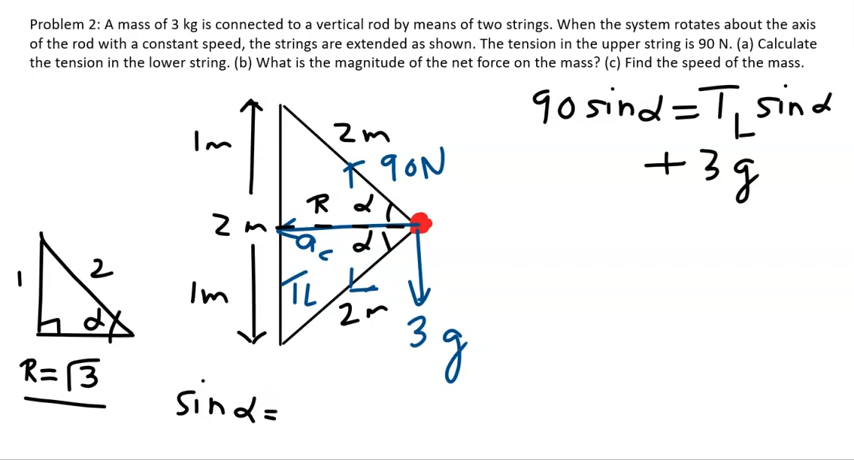 Problem 2: A mass of 3 kg is connected to a vertical rod by means of two strings. When the system rotates about the axis
of the rod with a constant speed, the strings are extended as shown. The tension in the upper string is 90 N. (a) Calculate
the tension in the lower string. (b) What is the magnitude of the net force on the mass? (c) Find the speed of the mass.
90 sinα = T_L sinα
+ 3g
1m
2m
90N
R α
2m
a_c α
1m
T_L
2m
3g
1
2
α
R=√3
sinα=